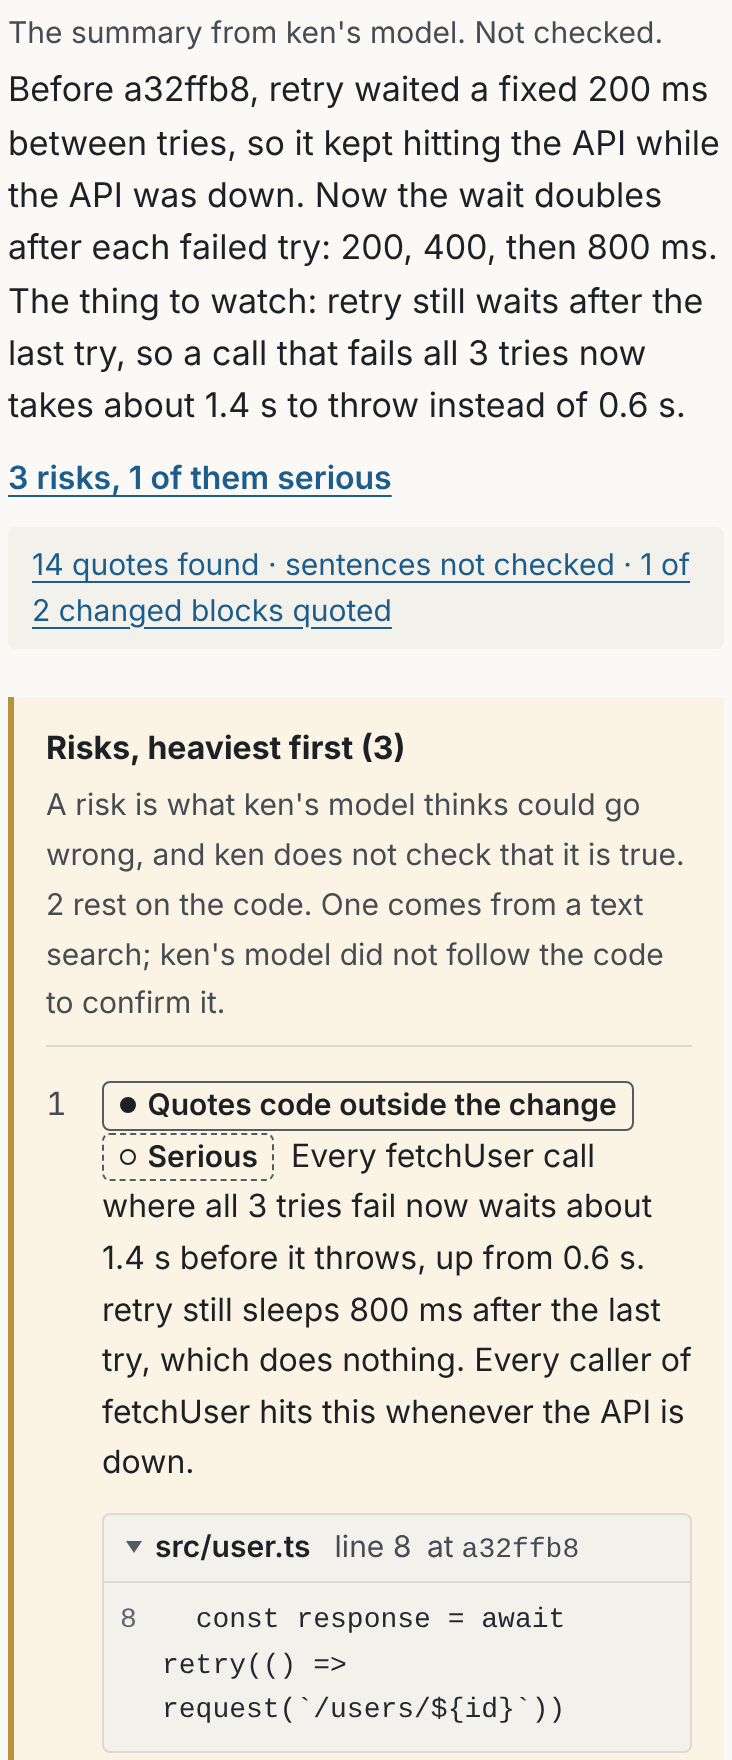 The summary from ken's model. Not checked.
Before a32ffb8, retry waited a fixed 200 ms
between tries, so it kept hitting the API while
the API was down. Now the wait doubles
after each failed try: 200, 400, then 800 ms.
The thing to watch: retry still waits after the
last try, so a call that fails all 3 tries now
takes about 1.4 s to throw instead of 0.6 s.
3 risks, 1 of them serious
14 quotes found · sentences not checked · 1 of
2 changed blocks quoted
Risks, heaviest first (3)
A risk is what ken's model thinks could go
wrong, and ken does not check that it is true.
2 rest on the code. One comes from a text
search; ken's model did not follow the code
to confirm it.
1 ● Quotes code outside the change
○ Serious Every fetchUser call
where all 3 tries fail now waits about
1.4 s before it throws, up from 0.6 s.
retry still sleeps 800 ms after the last
try, which does nothing. Every caller of
fetchUser hits this whenever the API is
down.
▼ src/user.ts line 8 at a32ffb8
8 const response = await
retry(() =>
request(`/users/${id}`))